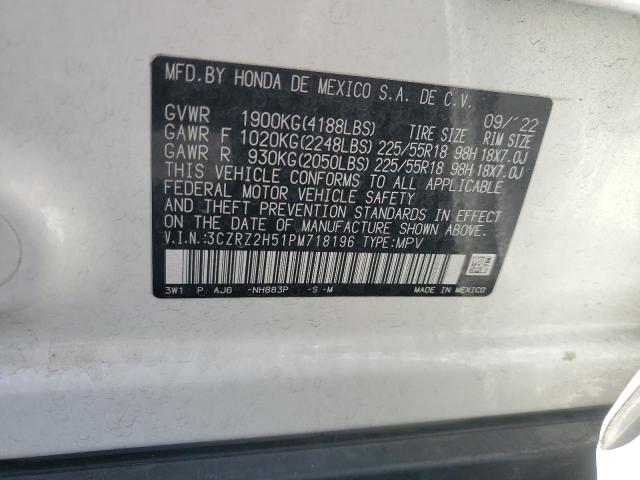 MFD.BY HONDA DE MEXICO S.A. DE C.V.
09/'22
GVWR 1900KG(4188LBS) TIRE SIZE RIM SIZE
GAWR F 1020KG(2248LBS) 225/55R18 98H 18X7.0J
GAWR R 930KG(2050LBS) 225/55R18 98H 18X7.0J
THIS VEHICLE CONFORMS TO ALL APPLICABLE
FEDERAL MOTOR VEHICLE SAFETY
AND THEFT PREVENTION STANDARDS IN EFFECT
ON THE DATE OF MANUFACTURE SHOWN ABOVE.
V.I.N.:3CZRZ2H51PM718196 TYPE:MPV
3W1 P AJ6 -NH883P -S -M MADE IN MEXICO